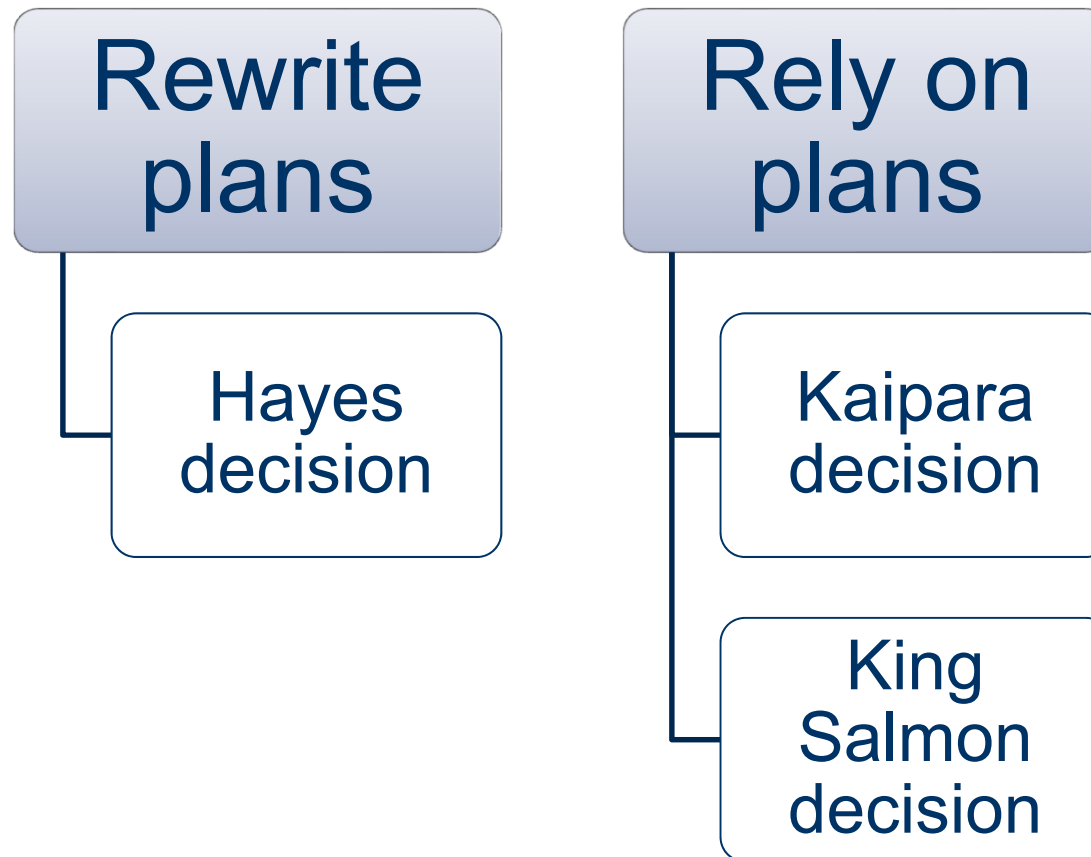 Rewrite
plans
Hayes
decision
Rely on
plans
Kaipara
decision
King
Salmon
decision